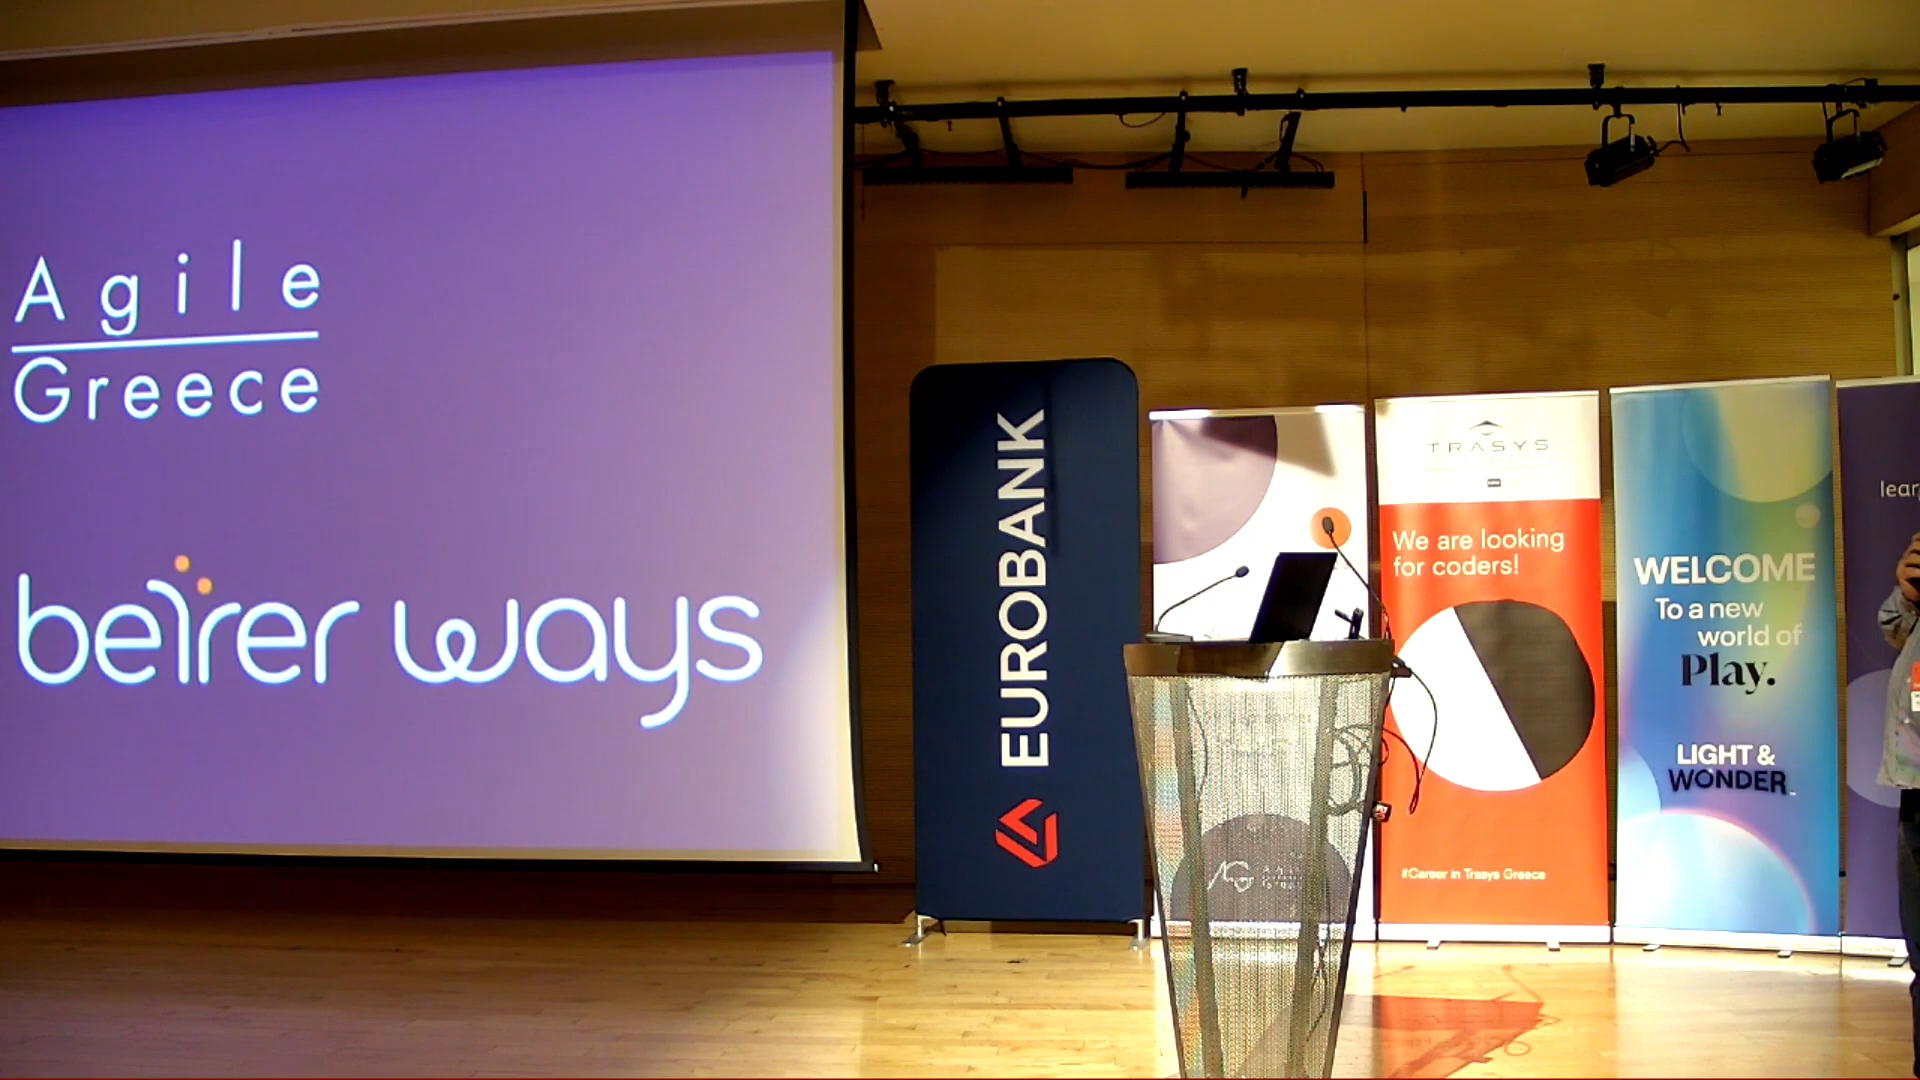 Agile
Greece
better ways
EUROBANK
TRASYS
We are looking
for coders!
#Career in Trasys Greece
WELCOME
To a new
world of
Play.
LIGHT &
WONDER
lear